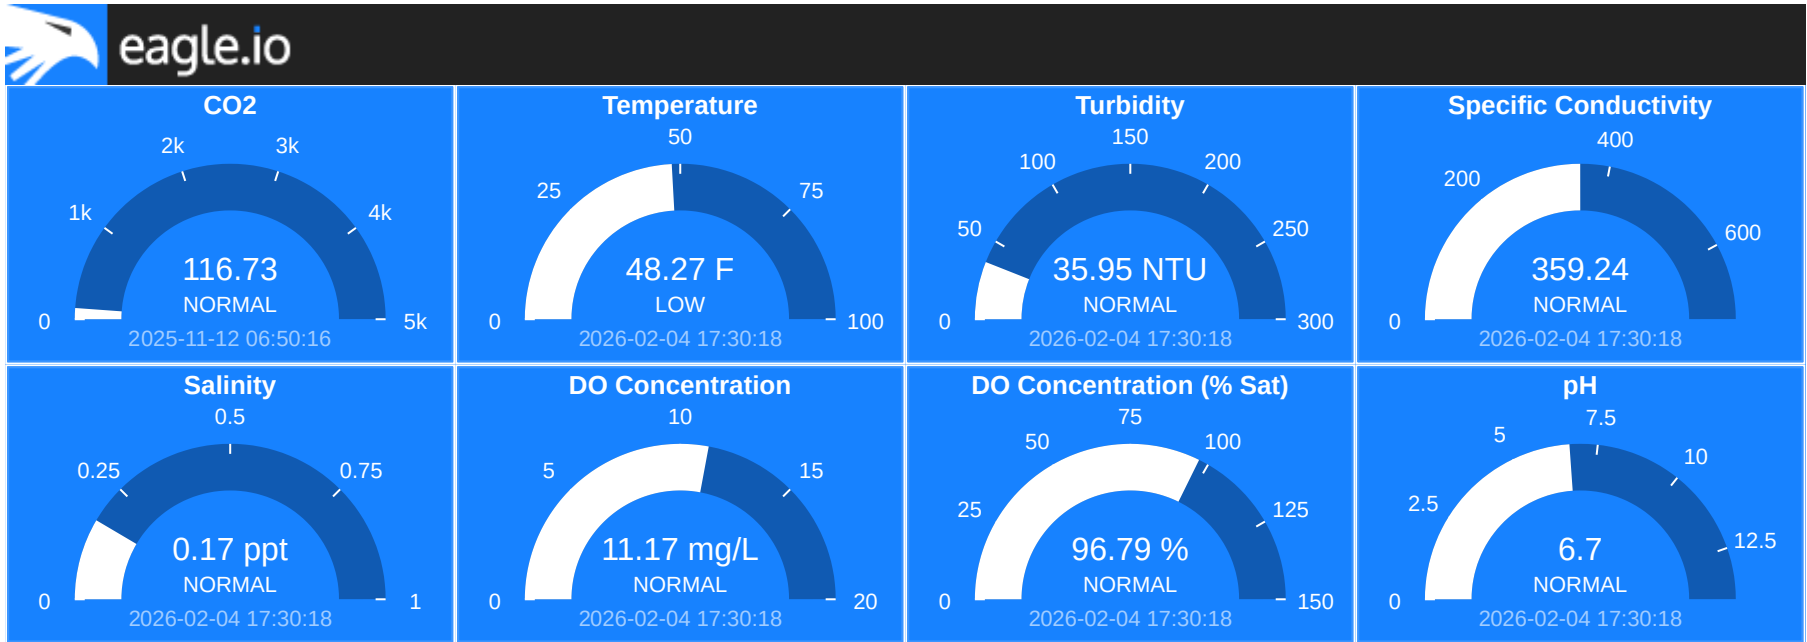 eagle.io
CO2
0
1k
2k
3k
4k
5k
116.73
NORMAL
2025-11-12 06:50:16
Temperature
0
25
50
75
100
48.27 F
LOW
2026-02-04 17:30:18
Turbidity
0
50
100
150
200
250
300
35.95 NTU
NORMAL
2026-02-04 17:30:18
Specific Conductivity
0
200
400
600
359.24
NORMAL
2026-02-04 17:30:18
Salinity
0
0.25
0.5
0.75
1
0.17 ppt
NORMAL
2026-02-04 17:30:18
DO Concentration
0
5
10
15
20
11.17 mg/L
NORMAL
2026-02-04 17:30:18
DO Concentration (% Sat)
0
25
50
75
100
125
150
96.79 %
NORMAL
2026-02-04 17:30:18
pH
0
2.5
5
7.5
10
12.5
6.7
NORMAL
2026-02-04 17:30:18